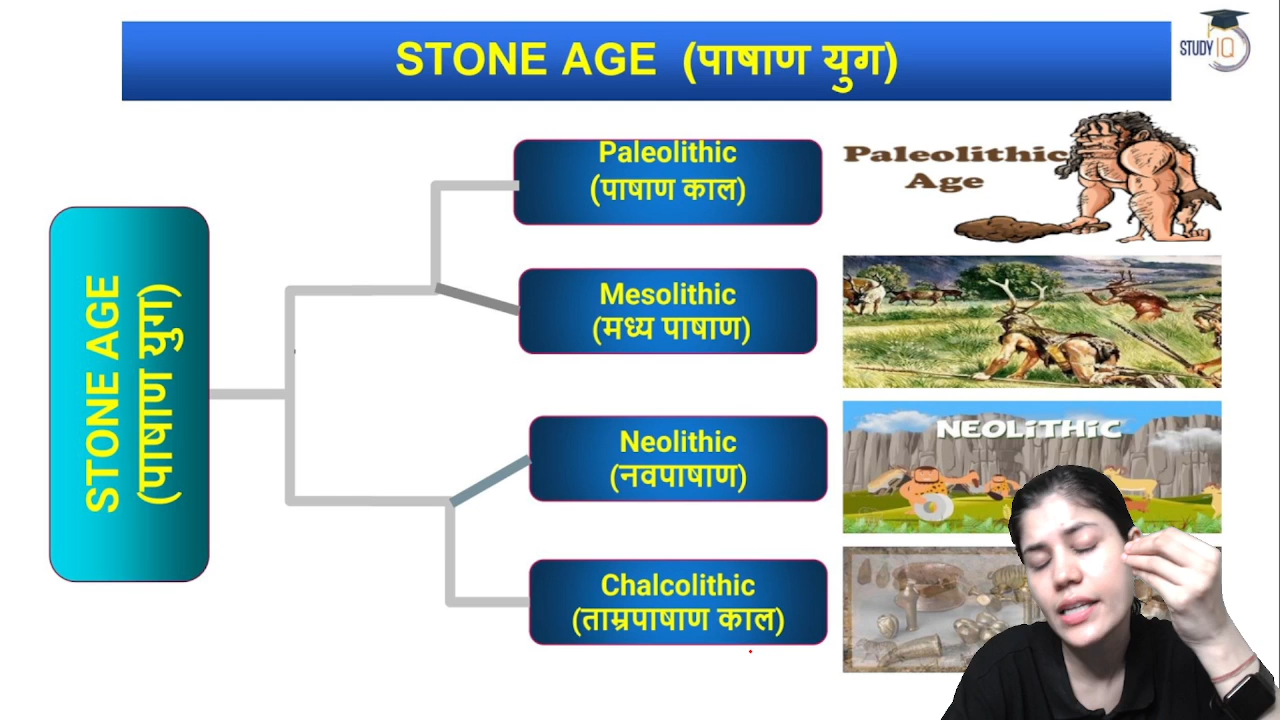 STONE AGE (पाषाण युग)
STUDY IQ
STONE AGE
(पाषाण युग)
Paleolithic
(पाषाण काल)
Paleolithic
Age
Mesolithic
(मध्य पाषाण)
Neolithic
(नवपाषाण)
NEOLITHIC
Chalcolithic
(ताम्रपाषाण काल)